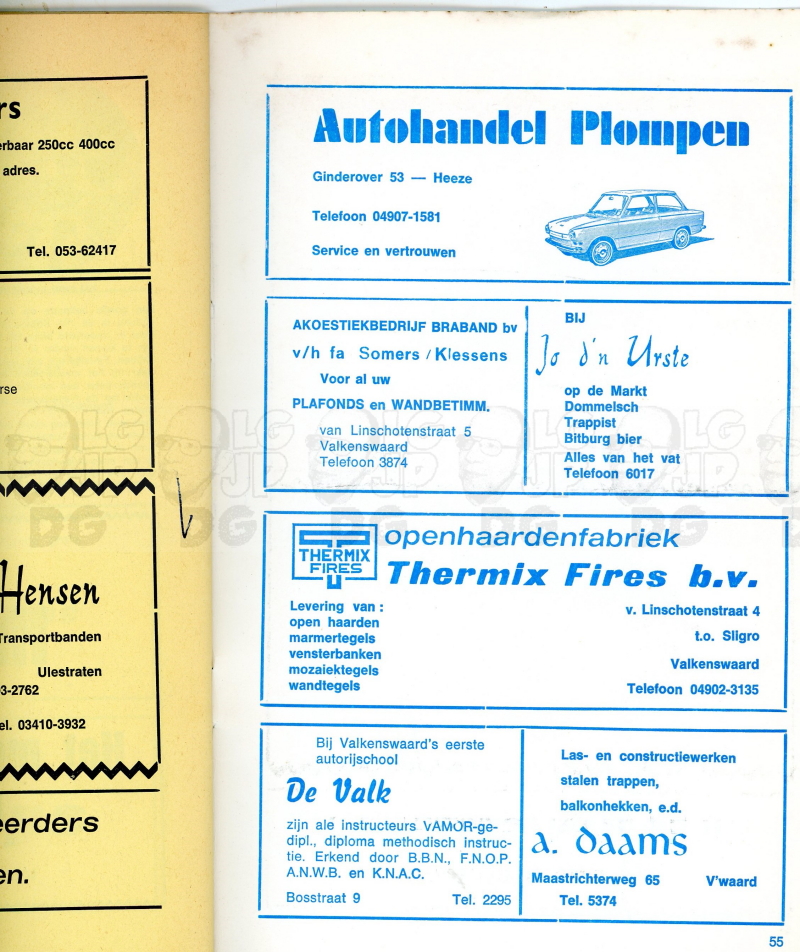 rs
erbaar 250cc 400cc
adres.
Tel. 053-62417
rse
Hensen
Transportbanden
Ulestraten
3-2762
el. 03410-3932
eerders
en.
Autohandel Plompen
Ginderover 53 — Heeze
Telefoon 04907-1581
Service en vertrouwen
AKOESTIEKBEDRIJF BRABAND bv
v/h fa Somers / Klessens
Voor al uw
PLAFONDS en WANDBETIMM.
van Linschotenstraat 5
Valkenswaard
Telefoon 3874
BIJ
Jo d'n Urste
op de Markt
Dommelsch
Trappist
Bitburg bier
Alles van het vat
Telefoon 6017
THERMIX
FIRES
openhaardenfabriek
Thermix Fires b.v.
Levering van :
open haarden
marmertegels
vensterbanken
mozaiektegels
wandtegels
v. Linschotenstraat 4
t.o. Sligro
Valkenswaard
Telefoon 04902-3135
Bij Valkenswaard's eerste
autorijschool
De Valk
zijn ale instructeurs VAMOR-ge-
dipl., diploma methodisch instruc-
tie. Erkend door B.B.N., F.N.O.P.
A.N.W.B. en K.N.A.C.
Bosstraat 9 Tel. 2295
Las- en constructiewerken
stalen trappen,
balkonhekken, e.d.
a. daams
Maastrichterweg 65 V'waard
Tel. 5374
55